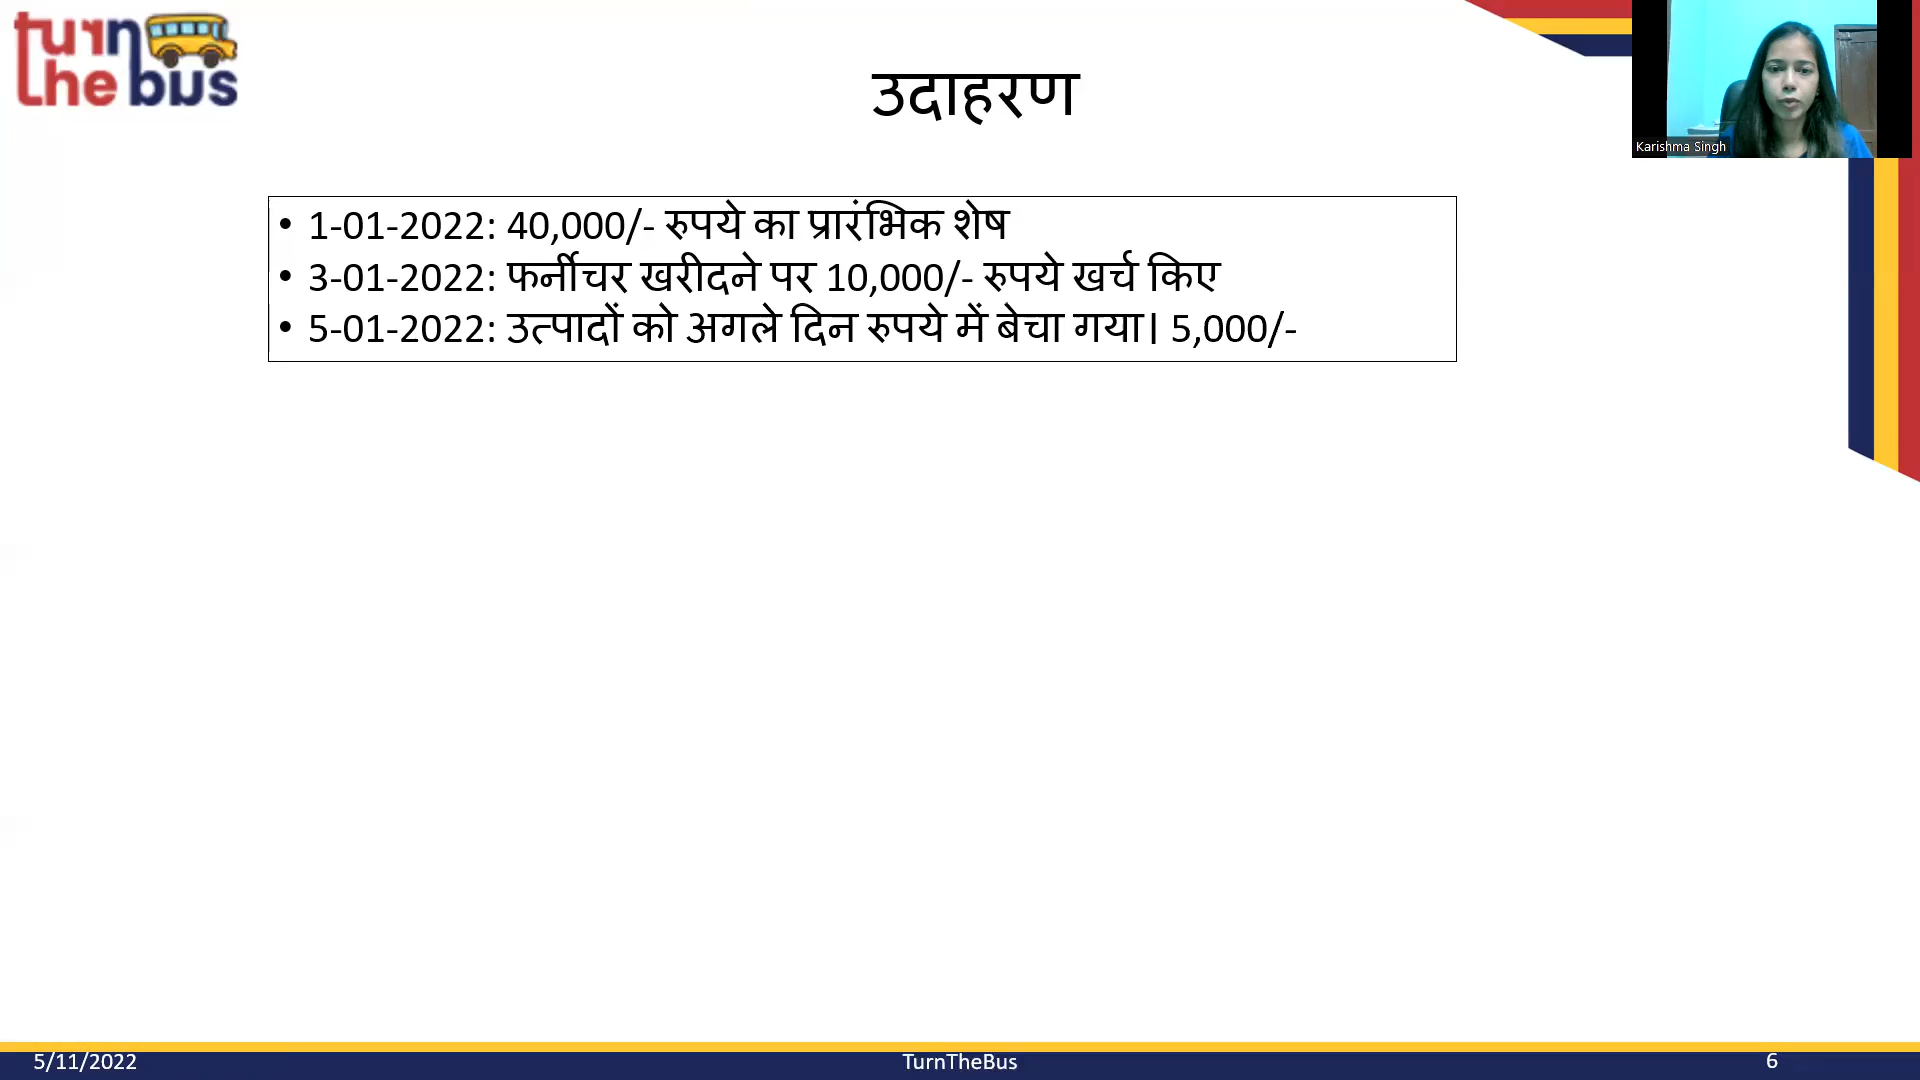 turn
the bus
उदाहरण
Karishma Singh
• 1-01-2022: 40,000/- रुपये का प्रारंभिक शेष
• 3-01-2022: फर्नीचर खरीदने पर 10,000/- रुपये खर्च किए
• 5-01-2022: उत्पादों को अगले दिन रुपये में बेचा गया। 5,000/-
5/11/2022
TurnTheBus
6